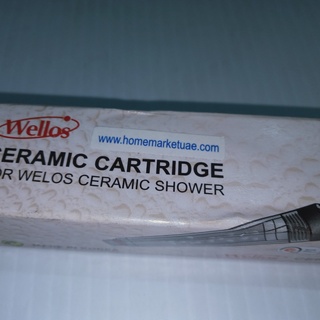 Wellos
www.homemarketuae.com
CERAMIC CARTRIDGE
OR WELOS CERAMIC SHOWER